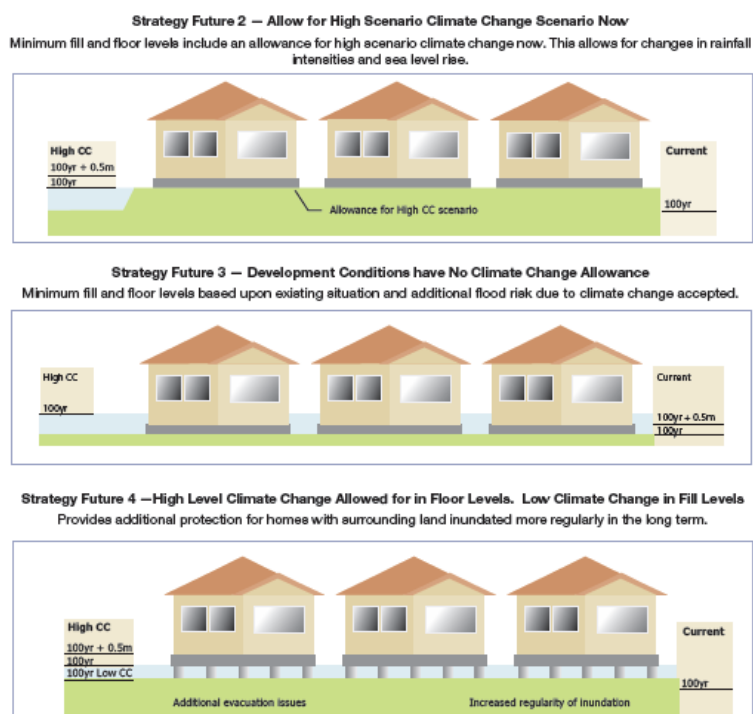 Strategy Future 2 — Allow for High Scenario Climate Change Scenario Now
Minimum fill and floor levels include an allowance for high scenario climate change now. This allows for changes in rainfall
intensities and sea level rise.
High CC
100yr + 0.5m
100yr
Current
100yr
Allowance for High CC scenario
Strategy Future 3 — Development Conditions have No Climate Change Allowance
Minimum fill and floor levels based upon existing situation and additional flood risk due to climate change accepted.
High CC
100yr
Current
100yr + 0.5m
100yr
Strategy Future 4 —High Level Climate Change Allowed for in Floor Levels. Low Climate Change in Fill Levels
Provides additional protection for homes with surrounding land inundated more regularly in the long term.
High CC
100yr + 0.5m
100yr
100yr Low CC
Current
100yr
Additional evacuation issues
Increased regularity of inundation